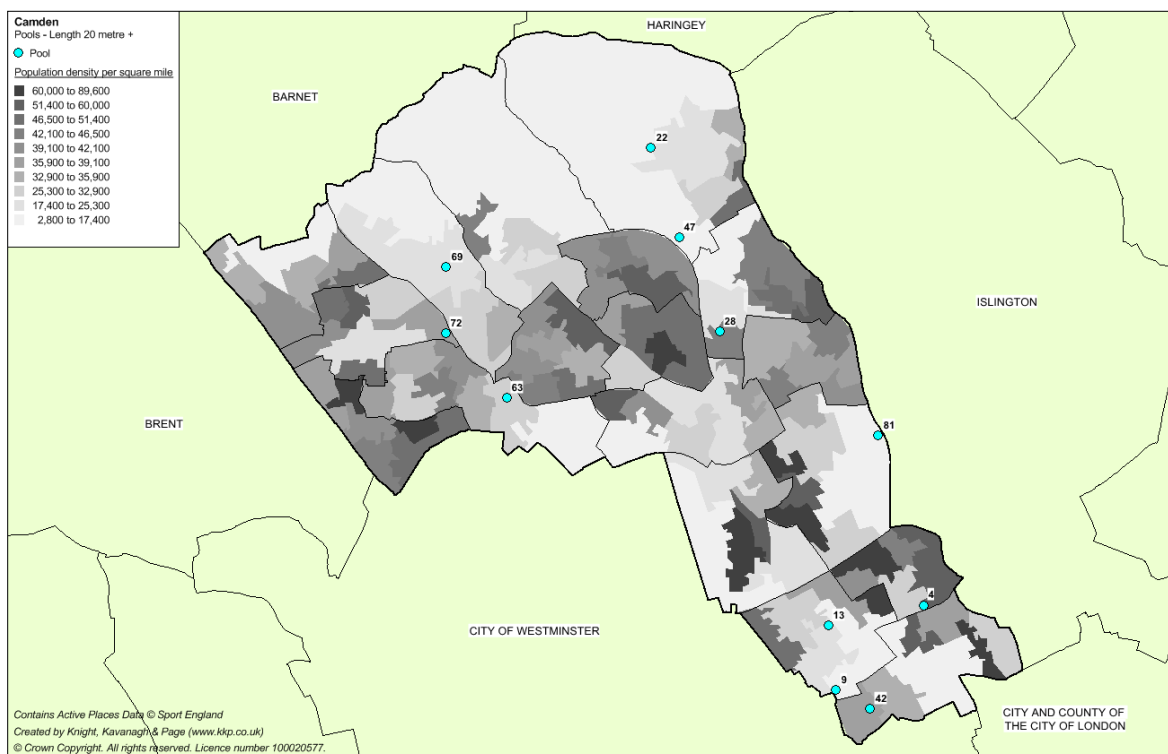 Camden
Pools - Length 20 metre +
Pool
Population density per square mile
60,000 to 89,600
51,400 to 60,000
46,500 to 51,400
42,100 to 46,500
39,100 to 42,100
35,900 to 39,100
32,900 to 35,900
25,300 to 32,900
17,400 to 25,300
2,800 to 17,400
HARINGEY
BARNET
22
47
69
ISLINGTON
72
28
63
BRENT
81
4
13
CITY OF WESTMINSTER
9
42
CITY AND COUNTY OF
THE CITY OF LONDON
Contains Active Places Data © Sport England
Created by Knight, Kavanagh & Page (www.kkp.co.uk)
© Crown Copyright. All rights reserved. Licence number 100020577.